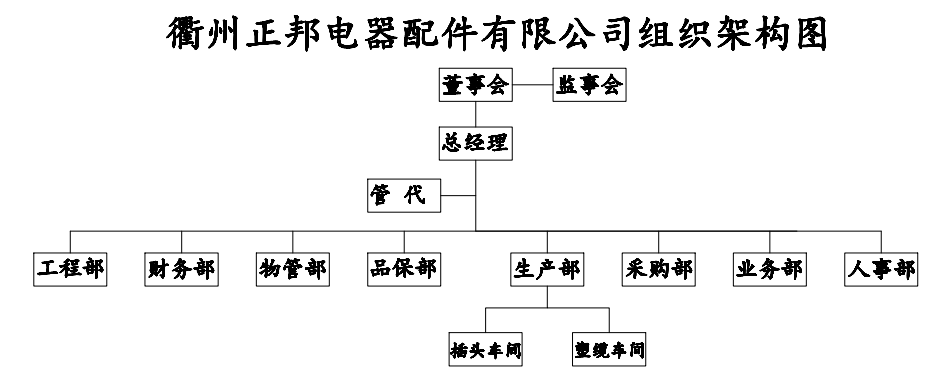 衢州正邦电器配件有限公司组织架构图
董事会 监事会
总经理
管 代
工程部 财务部 物管部 品保部 生产部 采购部 业务部 人事部
插头车间 塑缆车间